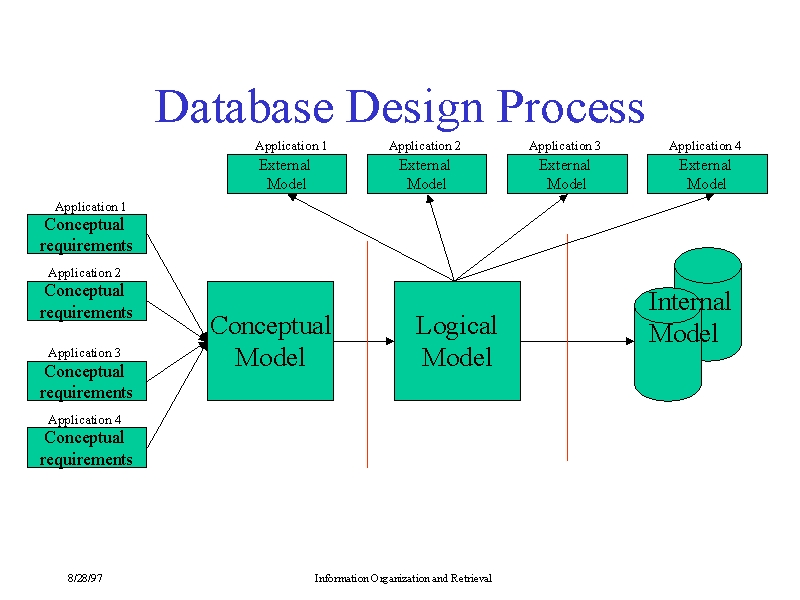 Database Design Process
Application 1
External
Model
Application 2
External
Model
Application 3
External
Model
Application 4
External
Model
Application 1
Conceptual
requirements
Application 2
Conceptual
requirements
Application 3
Conceptual
requirements
Application 4
Conceptual
requirements
Conceptual
Model
Logical
Model
Internal
Model
8/28/97
Information Organization and Retrieval